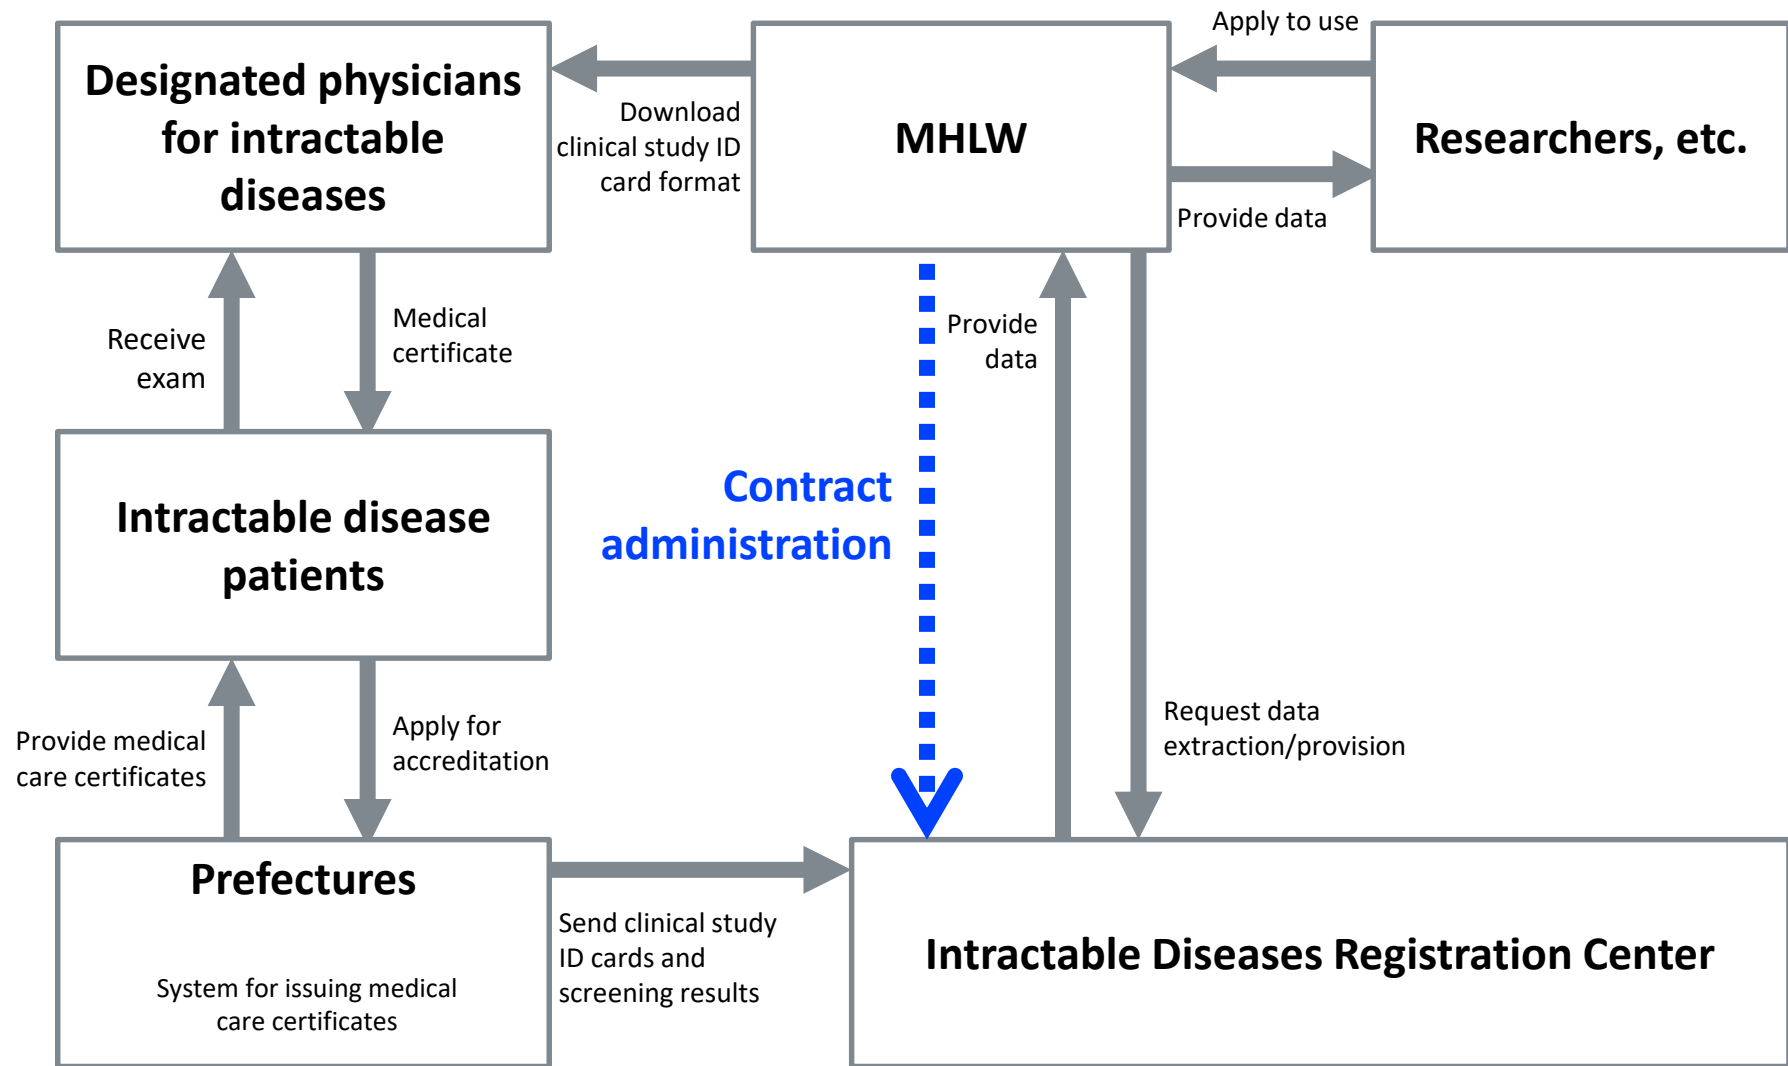 Apply to use
Designated physicians
for intractable
diseases
Download
clinical study ID
card format
MHLW
Researchers, etc.
Provide data
Receive
exam
Medical
certificate
Provide
data
Intractable disease
patients
Contract
administration
Provide medical
care certificates
Apply for
accreditation
Request data
extraction/provision
Prefectures
System for issuing medical
care certificates
Send clinical study
ID cards and
screening results
Intractable Diseases Registration Center